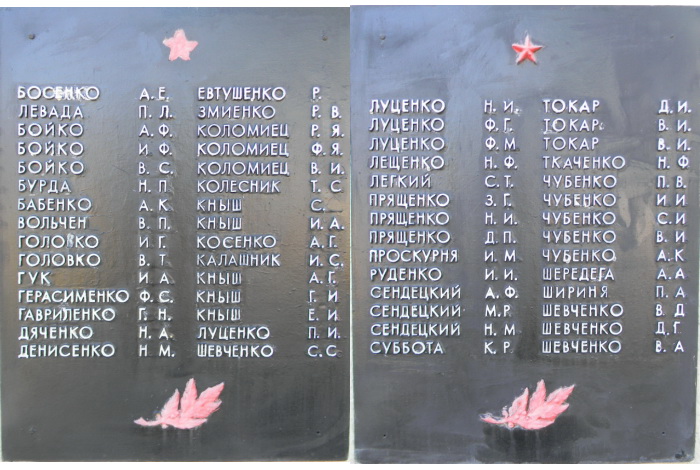 БОСЕНКО А. Е. ЕВТУШЕНКО Р.
ЛЕВАДА П. Л. ЗМИЕНКО Р. В.
БОЙКО А. Ф. КОЛОМИЕЦ Р. Я.
БОЙКО И. Ф. КОЛОМИЕЦ Ф. Я.
БОЙКО В. С. КОЛОМИЕЦ В. И.
БУРДА Н. П. КОЛЕСНИК Т. С
БАБЕНКО А. К КНЫШ С.
ВОЛЬЧЕН В. П. КНЫШ И. А.
ГОЛОВКО И Г. КОСЕНКО А. Г.
ГОЛОВКО В. Т КАЛАШНИК И. С.
ГУК И А. КНЫШ А. Г.
ГЕРАСИМЕНКО Ф. С. КНЫШ Г. И
ГАВРИЛЕНКО Г. Н. КНЫШ Е. И
ДЯЧЕНКО Н. А. ЛУЦЕНКО П. И.
ДЕНИСЕНКО Н М. ШЕВЧЕНКО С. С
ЛУЦЕНКО Н. И. ТОКАР Д. И.
ЛУЦЕНКО Ф. Г. ТОКАР В. И.
ЛУЦЕНКО Ф. М ТОКАР В. И
ЛЕЩЕНКО Н. Ф ТКАЧЕНКО Н. Ф
ЛЕГКИЙ С. Т. ЧУБЕНКО П. В.
ПРЯЩЕНКО З. Г. ЧУБЕНКО И И
ПРЯЩЕНКО Н. И. ЧУБЕНКО С. И
ПРЯЩЕНКО Д. П. ЧУБЕНКО В. И
ПРОСКУРНЯ И. М ЧУБЕНКО А. К
РУДЕНКО И. И. ШЕРЕДЕГА А. А
СЕНДЕЦКИЙ А. Ф. ШИРИНЯ П. А
СЕНДЕЦКИЙ М. Р. ШЕВЧЕНКО В. Д
СЕНДЕЦКИЙ Н. М ШЕВЧЕНКО Д. Г.
СУББОТА К. Р. ШЕВЧЕНКО В. А